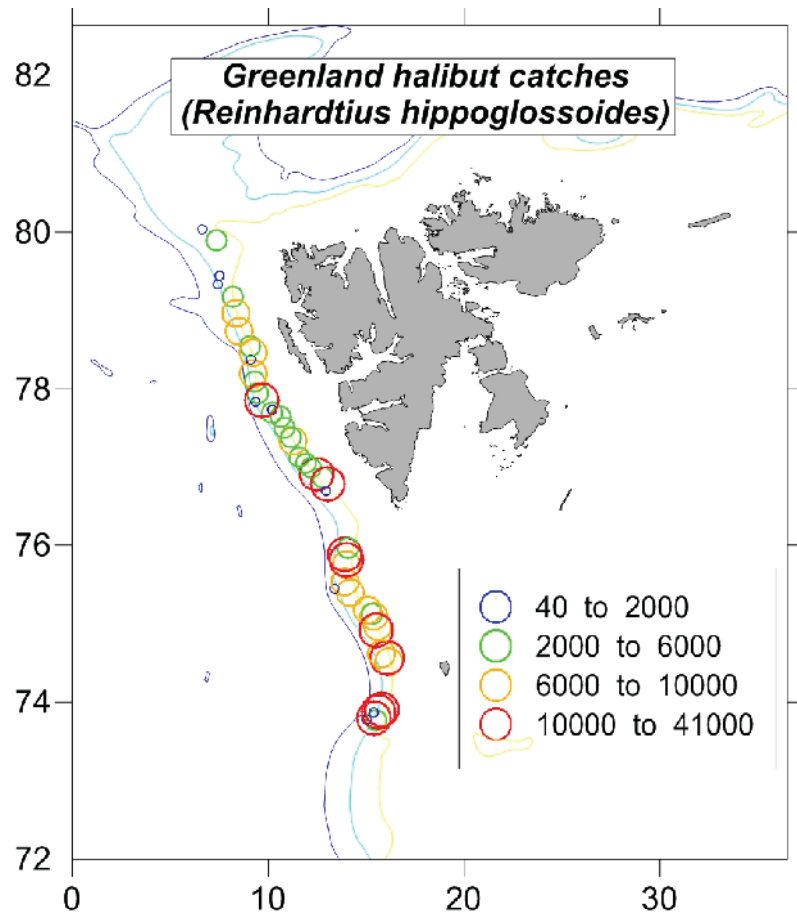 Greenland halibut catches
(Reinhardtius hippoglossoides)
82
80
78
76
74
72
40 to 2000
2000 to 6000
6000 to 10000
10000 to 41000
0
10
20
30